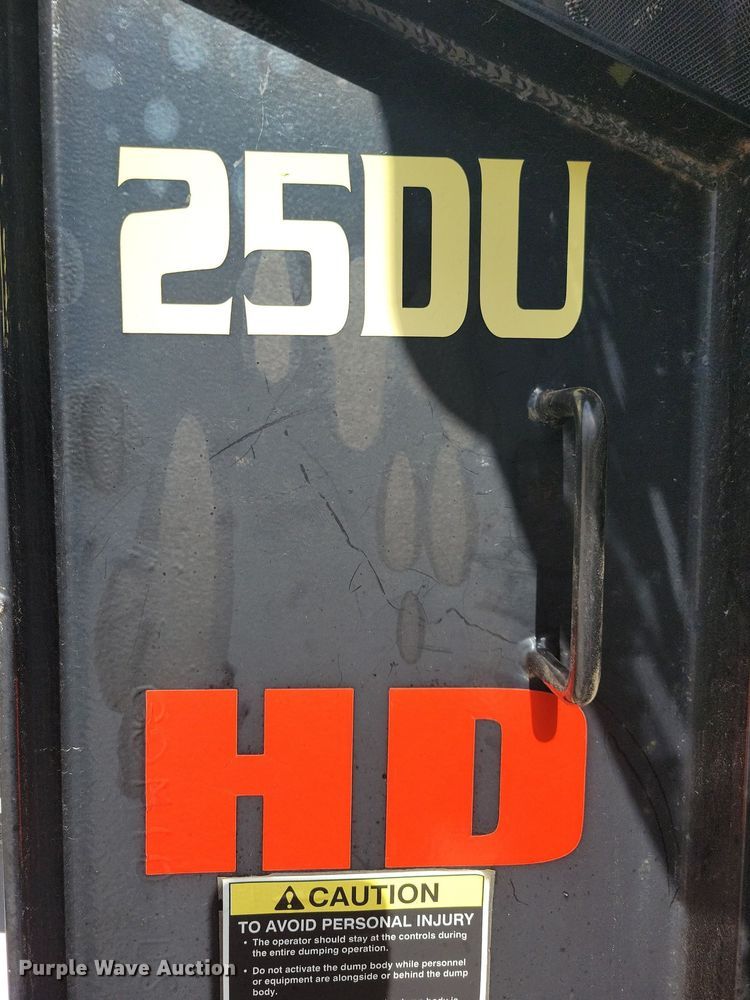 25DU
HD
CAUTION
TO AVOID PERSONAL INJURY
• The operator should stay at the controls during
the entire dumping operation.
• Do not activate the dump body while personnel
or equipment are alongside or behind the dump
body.
Purple Wave Auction